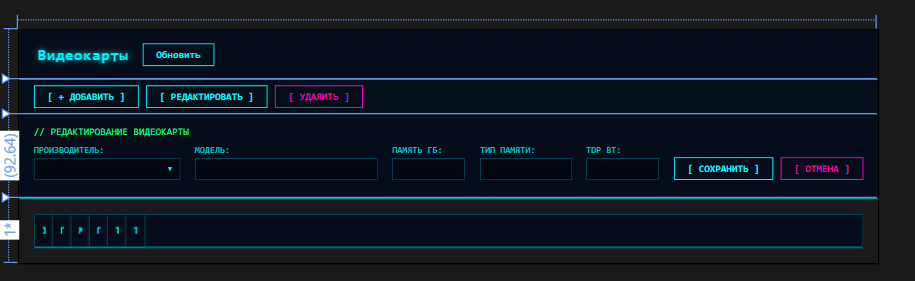 Видеокарты
Обновить
[ + ДОБАВИТЬ ] [ РЕДАКТИРОВАТЬ ] [ УДАЛИТЬ ]
// РЕДАКТИРОВАНИЕ ВИДЕОКАРТЫ
ПРОИЗВОДИТЕЛЬ: МОДЕЛЬ: ПАМЯТЬ ГБ: ТИП ПАМЯТИ: TDP ВТ:
[ СОХРАНИТЬ ] [ ОТМЕНА ]
(92.64)
1*